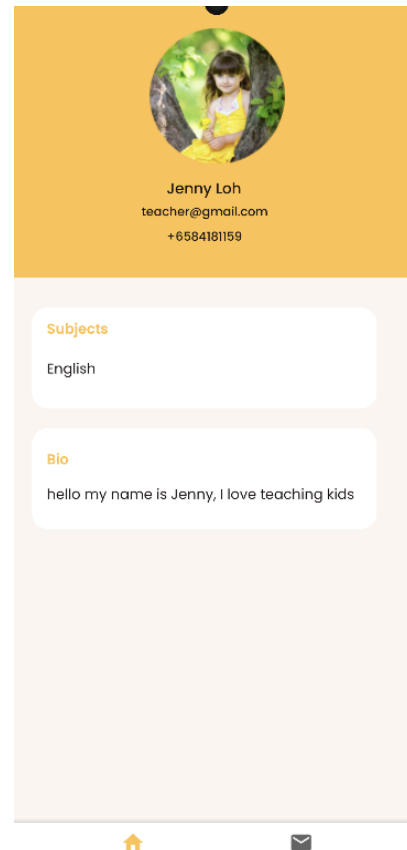 Jenny Loh
teacher@gmail.com
+6584181159
Subjects
English
Bio
hello my name is Jenny, I love teaching kids